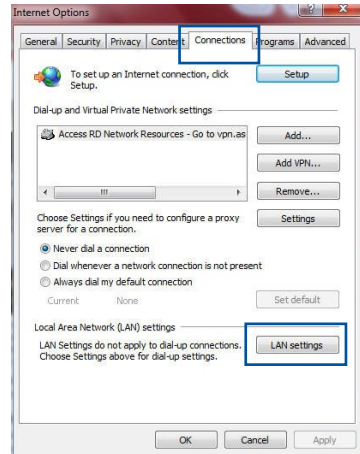 Internet Options
General Security Privacy Content Connections Programs Advanced
To set up an Internet connection, click
Setup.
Setup
Dial-up and Virtual Private Network settings
Access RD Network Resources - Go to vpn.as
Add...
Add VPN...
Remove...
Choose Settings if you need to configure a proxy
server for a connection.
Settings
Never dial a connection
Dial whenever a network connection is not present
Always dial my default connection
Current None
Set default
Local Area Network (LAN) settings
LAN Settings do not apply to dial-up connections.
Choose Settings above for dial-up settings.
LAN settings
OK Cancel Apply